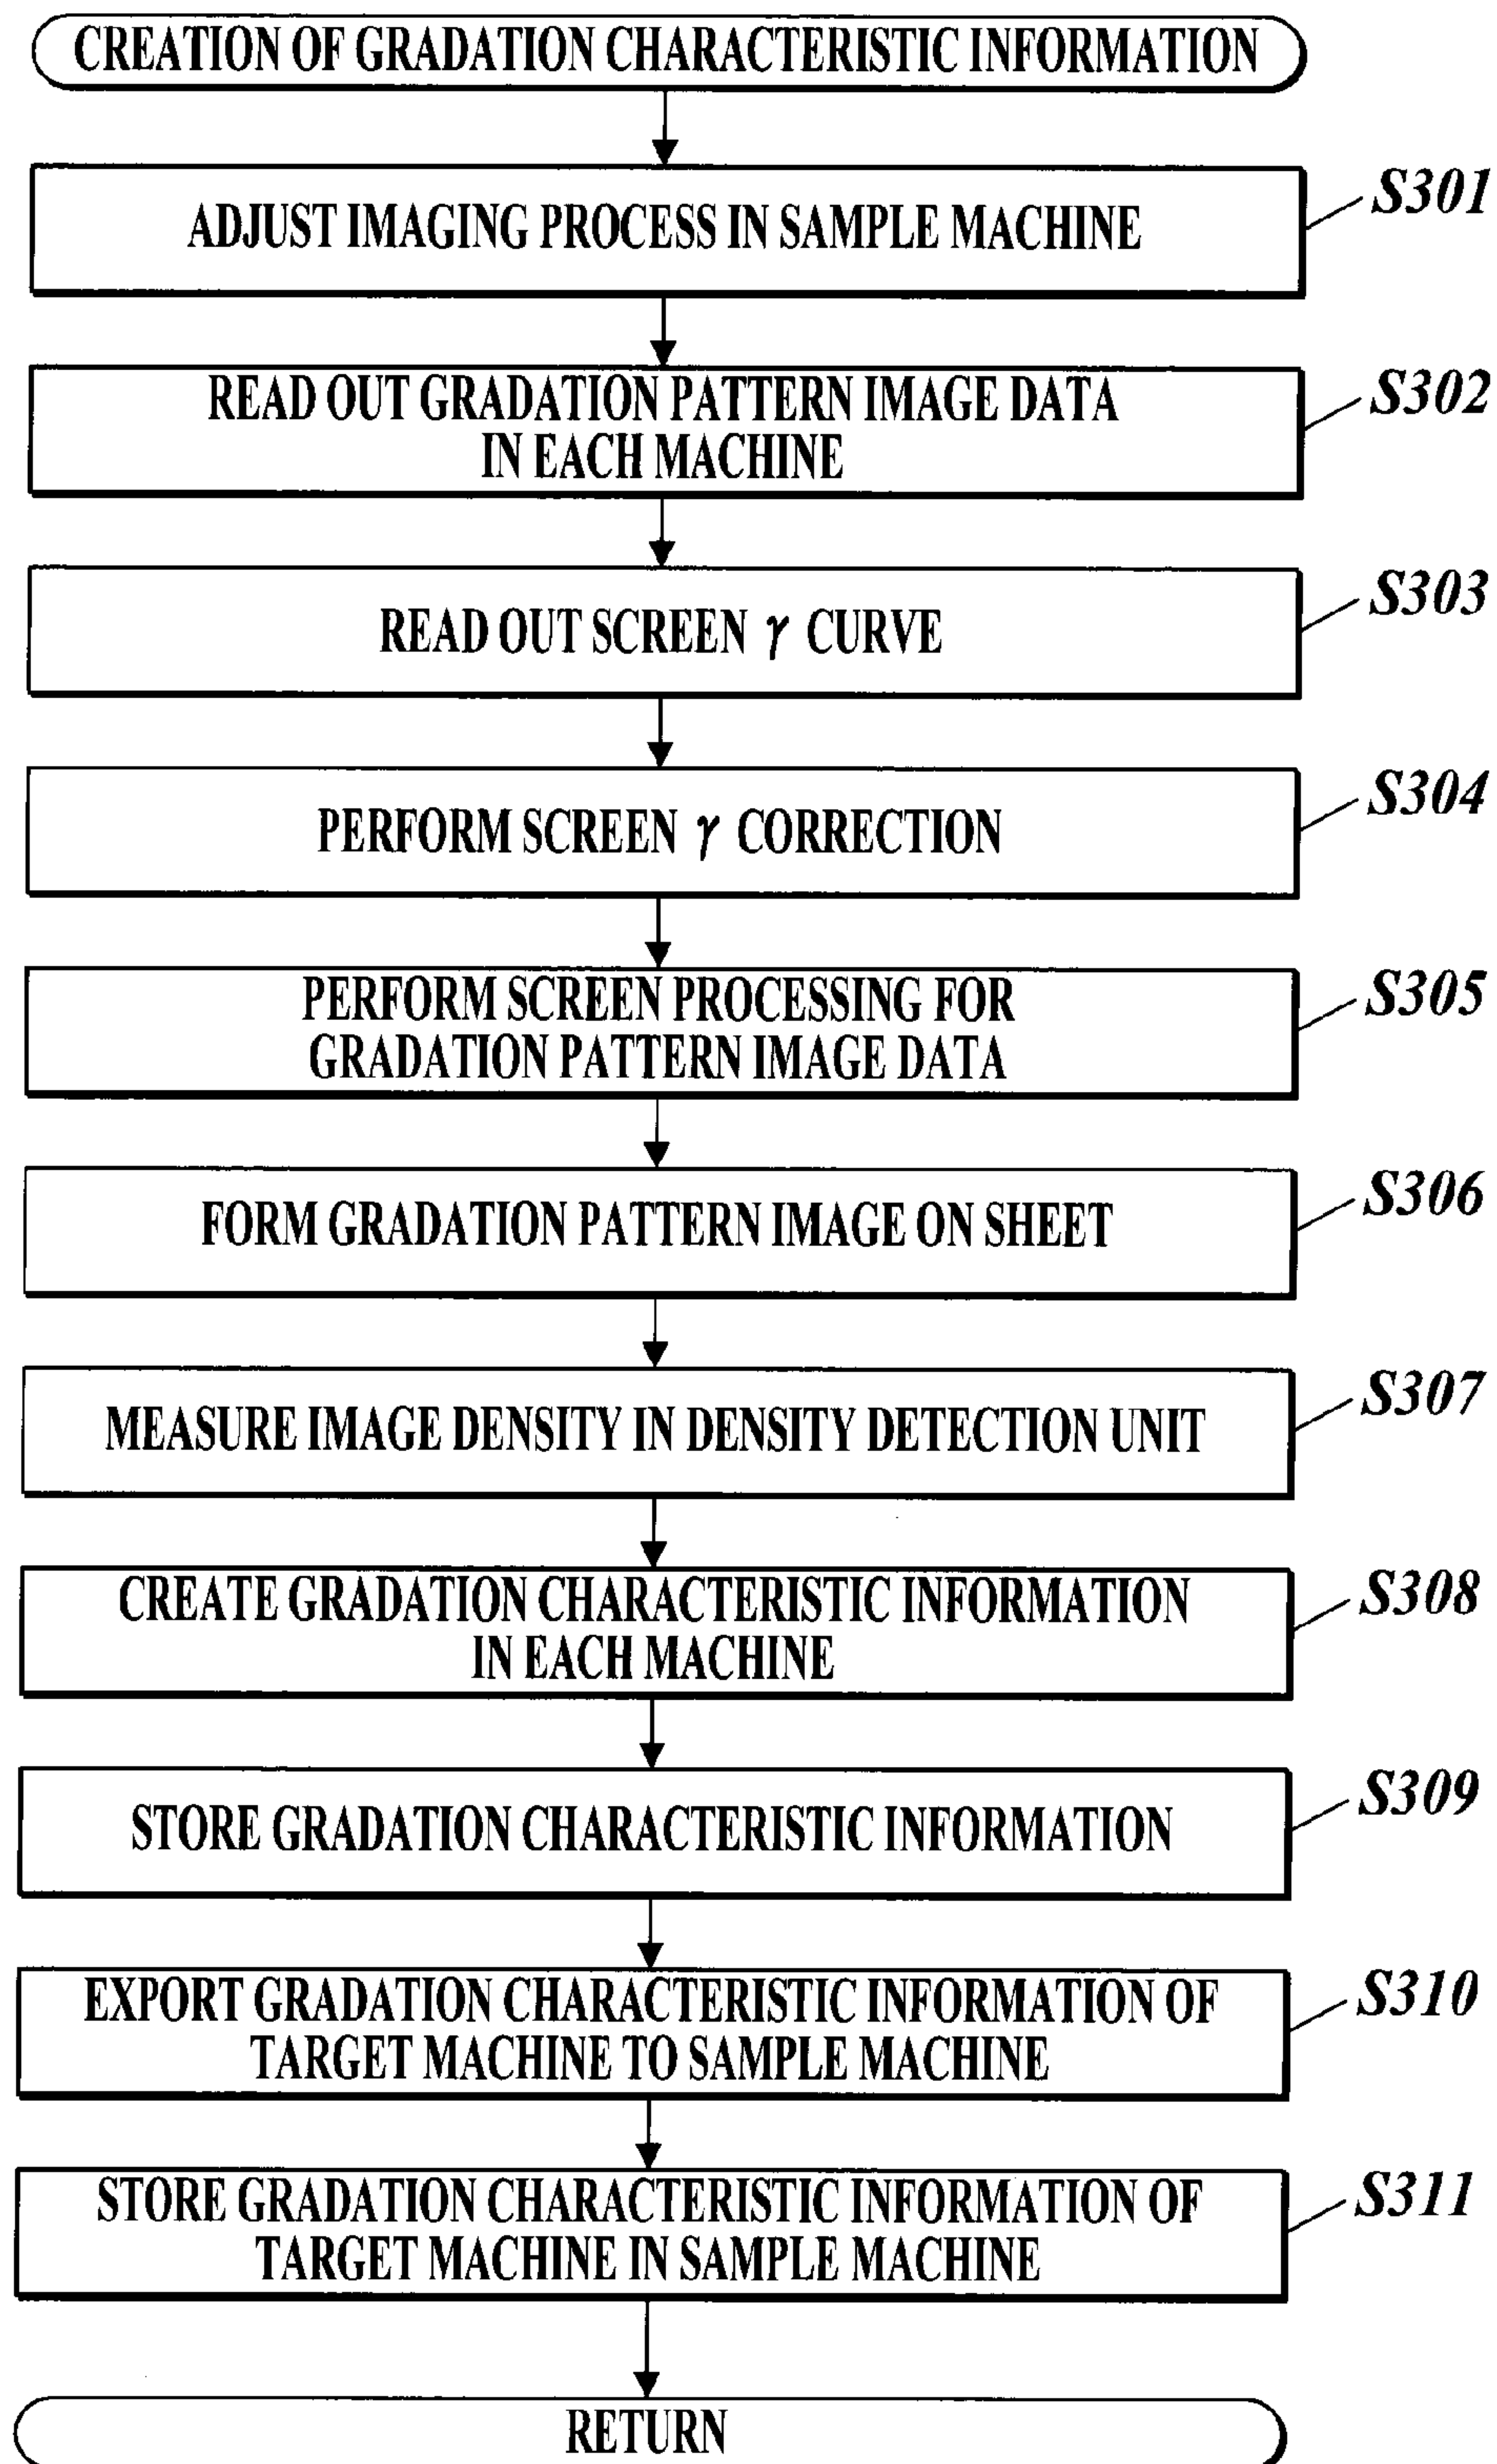 CREATION OF GRADATION CHARACTERISTIC INFORMATION
ADJUST IMAGING PROCESS IN SAMPLE MACHINE
S301
READ OUT GRADATION PATTERN IMAGE DATA
IN EACH MACHINE
S302
READ OUT SCREEN γ CURVE
S303
PERFORM SCREEN γ CORRECTION
S304
PERFORM SCREEN PROCESSING FOR
GRADATION PATTERN IMAGE DATA
S305
FORM GRADATION PATTERN IMAGE ON SHEET
S306
MEASURE IMAGE DENSITY IN DENSITY DETECTION UNIT
S307
CREATE GRADATION CHARACTERISTIC INFORMATION
IN EACH MACHINE
S308
STORE GRADATION CHARACTERISTIC INFORMATION
S309
EXPORT GRADATION CHARACTERISTIC INFORMATION OF
TARGET MACHINE TO SAMPLE MACHINE
S310
STORE GRADATION CHARACTERISTIC INFORMATION OF
TARGET MACHINE IN SAMPLE MACHINE
S311
RETURN